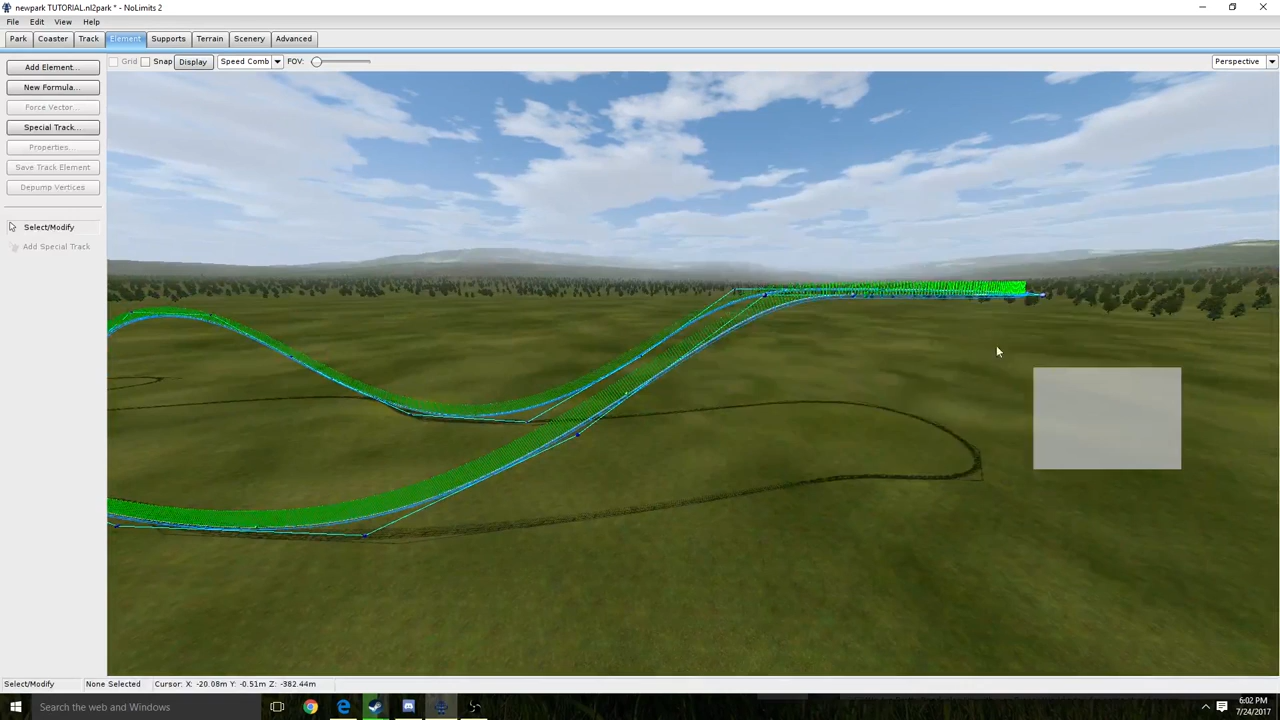 newpark TUTORIAL.nl2park * - NoLimits 2
File Edit View Help
Park Coaster Track Element Supports Terrain Scenery Advanced
Grid Snap Display Speed Comb FOV: Perspective
Add Element...
New Formula...
Force Vector...
Special Track...
Properties...
Save Track Element
Depump Vertices
Select/Modify
Add Special Track
Select/Modify None Selected Cursor: X: -20.08m Y: -0.51m Z: -382.44m
Search the web and Windows
6:02 PM
7/24/2017